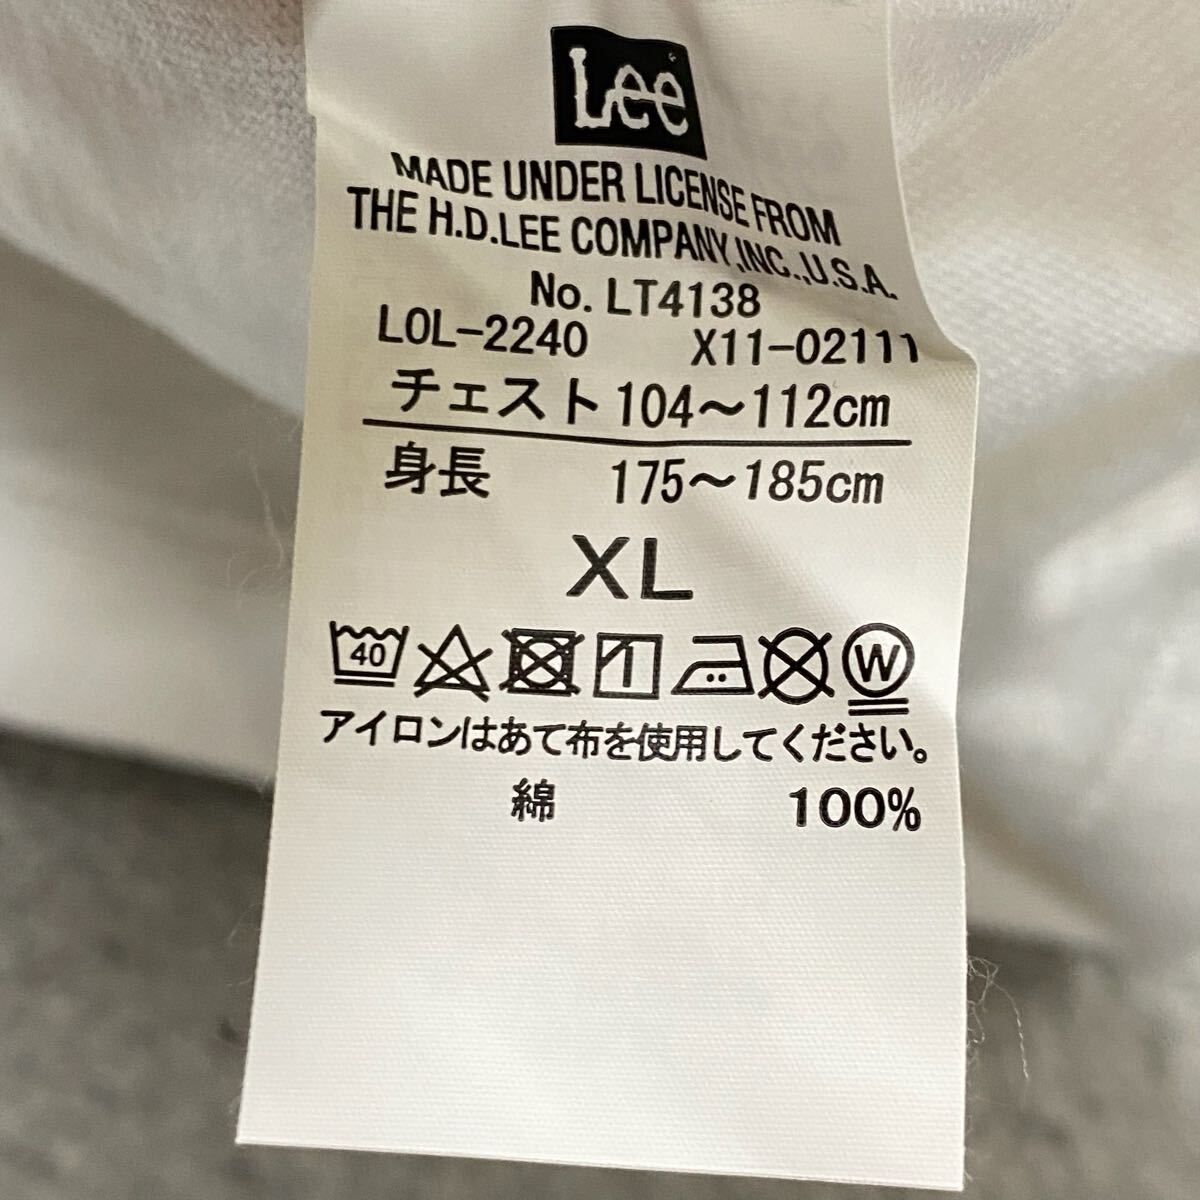 Lee
MADE UNDER LICENSE FROM
THE H.D.LEE COMPANY,INC.,U.S.A.
No. LT4138
LOL-2240 X11-02111
チェスト 104～112cm
身長 175～185cm
XL
40 W
アイロンはあて布を使用してください。
綿 100%